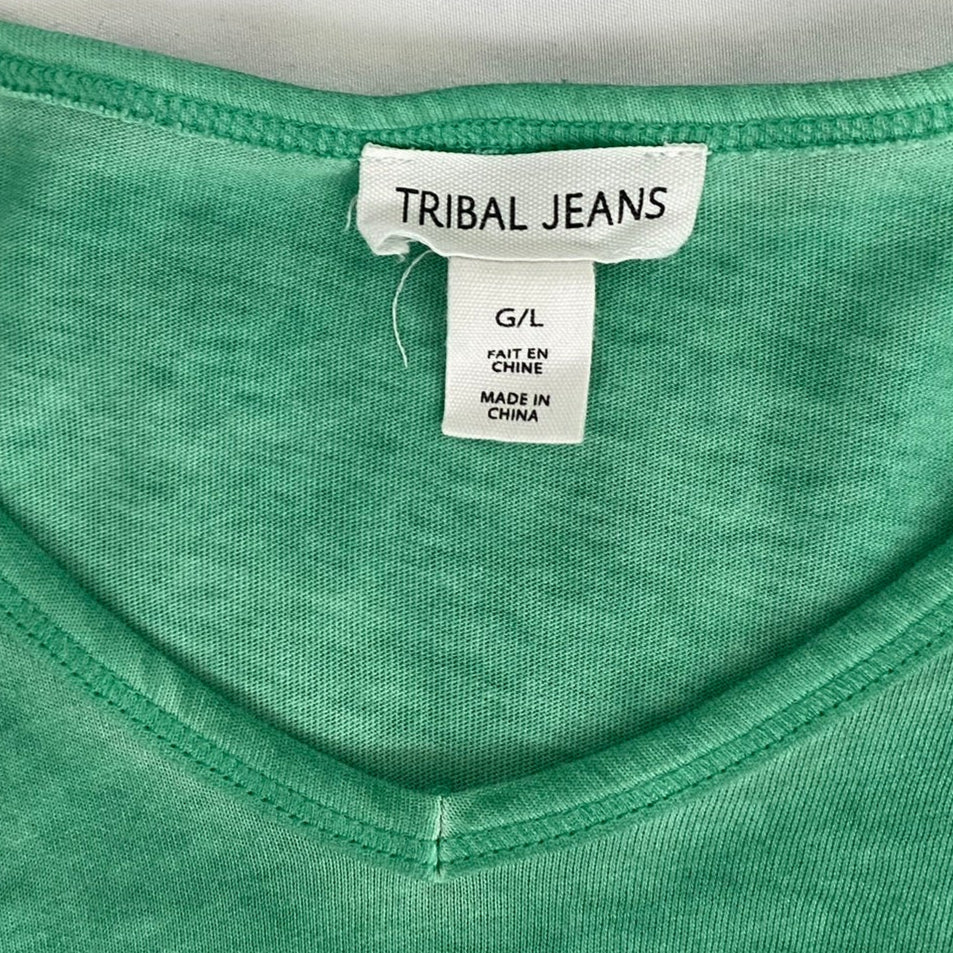 TRIBAL JEANS
G/L
FAIT EN
CHINE
MADE IN
CHINA